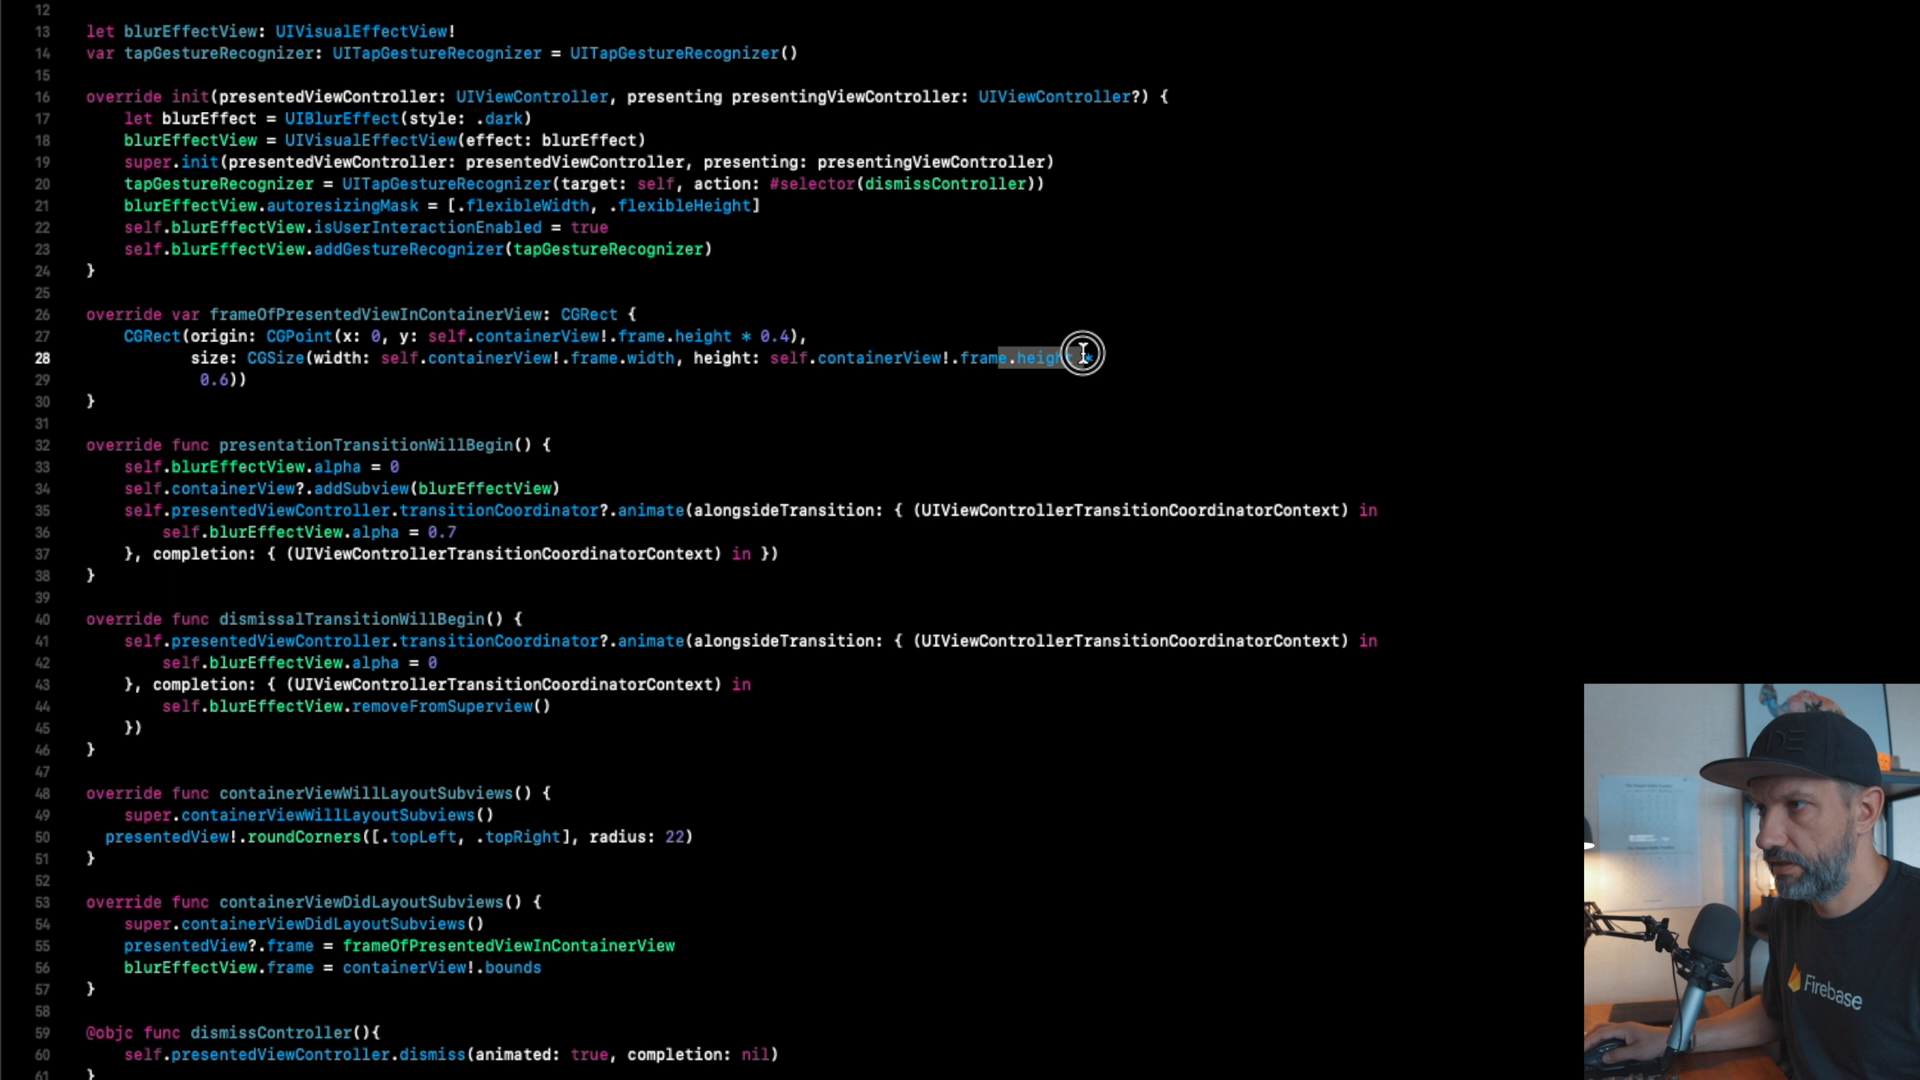 12
13 let blurEffectView: UIVisualEffectView!
14 var tapGestureRecognizer: UITapGestureRecognizer = UITapGestureRecognizer()
15
16 override init(presentedViewController: UIViewController, presenting presentingViewController: UIViewController?) {
17 let blurEffect = UIBlurEffect(style: .dark)
18 blurEffectView = UIVisualEffectView(effect: blurEffect)
19 super.init(presentedViewController: presentedViewController, presenting: presentingViewController)
20 tapGestureRecognizer = UITapGestureRecognizer(target: self, action: #selector(dismissController))
21 blurEffectView.autoresizingMask = [.flexibleWidth, .flexibleHeight]
22 self.blurEffectView.isUserInteractionEnabled = true
23 self.blurEffectView.addGestureRecognizer(tapGestureRecognizer)
24 }
25
26 override var frameOfPresentedViewInContainerView: CGRect {
27 CGRect(origin: CGPoint(x: 0, y: self.containerView!.frame.height * 0.4),
28 size: CGSize(width: self.containerView!.frame.width, height: self.containerView!.frame.height *
29 0.6))
30 }
31
32 override func presentationTransitionWillBegin() {
33 self.blurEffectView.alpha = 0
34 self.containerView?.addSubview(blurEffectView)
35 self.presentedViewController.transitionCoordinator?.animate(alongsideTransition: { (UIViewControllerTransitionCoordinatorContext) in
36 self.blurEffectView.alpha = 0.7
37 }, completion: { (UIViewControllerTransitionCoordinatorContext) in })
38 }
39
40 override func dismissalTransitionWillBegin() {
41 self.presentedViewController.transitionCoordinator?.animate(alongsideTransition: { (UIViewControllerTransitionCoordinatorContext) in
42 self.blurEffectView.alpha = 0
43 }, completion: { (UIViewControllerTransitionCoordinatorContext) in
44 self.blurEffectView.removeFromSuperview()
45 })
46 }
47
48 override func containerViewWillLayoutSubviews() {
49 super.containerViewWillLayoutSubviews()
50 presentedView!.roundCorners([.topLeft, .topRight], radius: 22)
51 }
52
53 override func containerViewDidLayoutSubviews() {
54 super.containerViewDidLayoutSubviews()
55 presentedView?.frame = frameOfPresentedViewInContainerView
56 blurEffectView.frame = containerView!.bounds
57 }
58
59 @objc func dismissController(){
60 self.presentedViewController.dismiss(animated: true, completion: nil)
61 }
Firebase